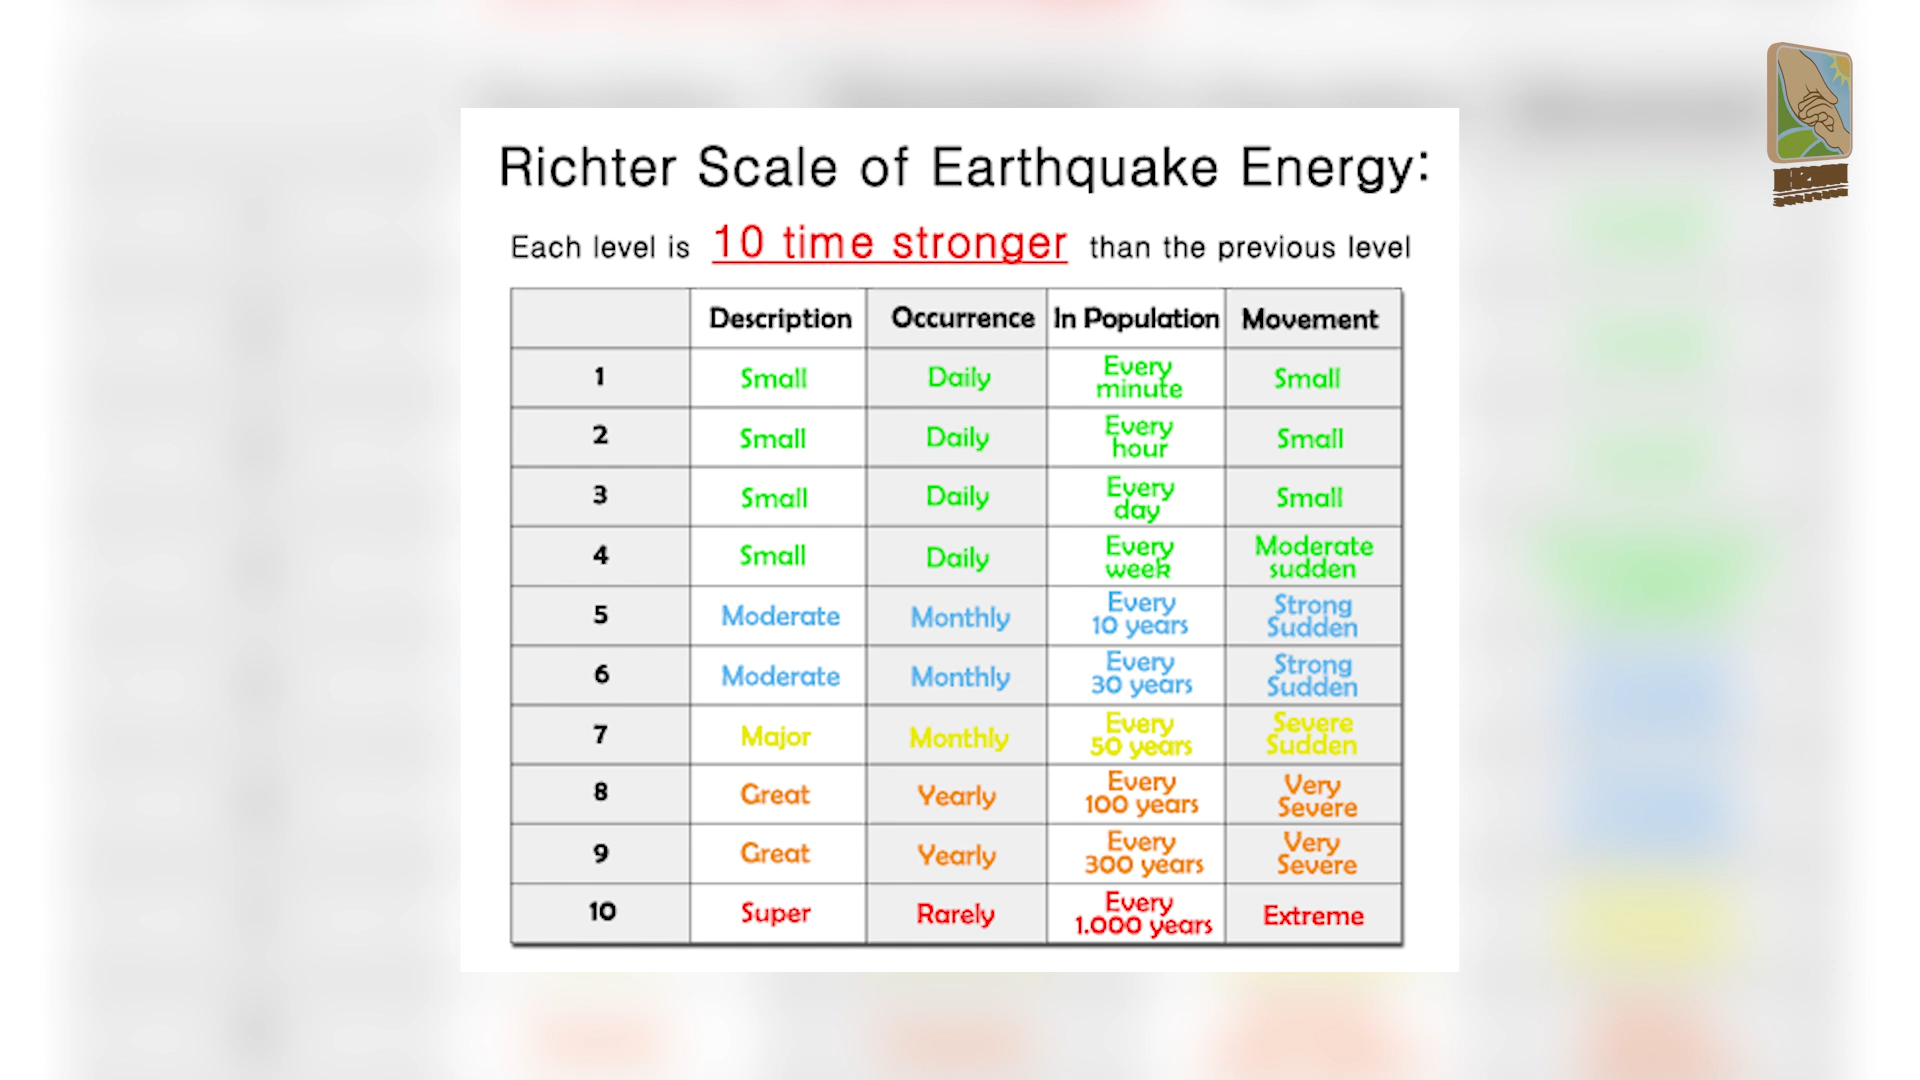 Richter Scale of Earthquake Energy:
Each level is 10 time stronger than the previous level
Description Occurrence In Population Movement
1 Small Daily Every minute Small
2 Small Daily Every hour Small
3 Small Daily Every day Small
4 Small Daily Every week Moderate sudden
5 Moderate Monthly Every 10 years Strong Sudden
6 Moderate Monthly Every 30 years Strong Sudden
7 Major Monthly Every 50 years Severe Sudden
8 Great Yearly Every 100 years Very Severe
9 Great Yearly Every 300 years Very Severe
10 Super Rarely Every 1.000 years Extreme